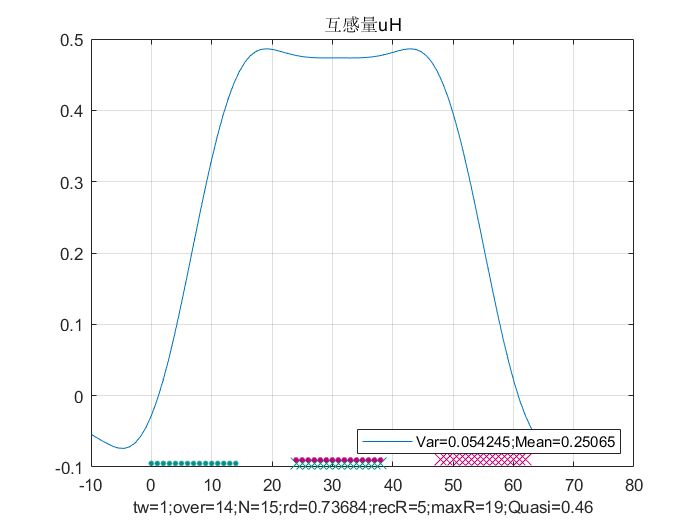 互感量uH
0.5
0.4
0.3
0.2
0.1
0
-0.1
Var=0.054245;Mean=0.25065
-10 0 10 20 30 40 50 60 70 80
tw=1;over=14;N=15;rd=0.73684;recR=5;maxR=19;Quasi=0.46